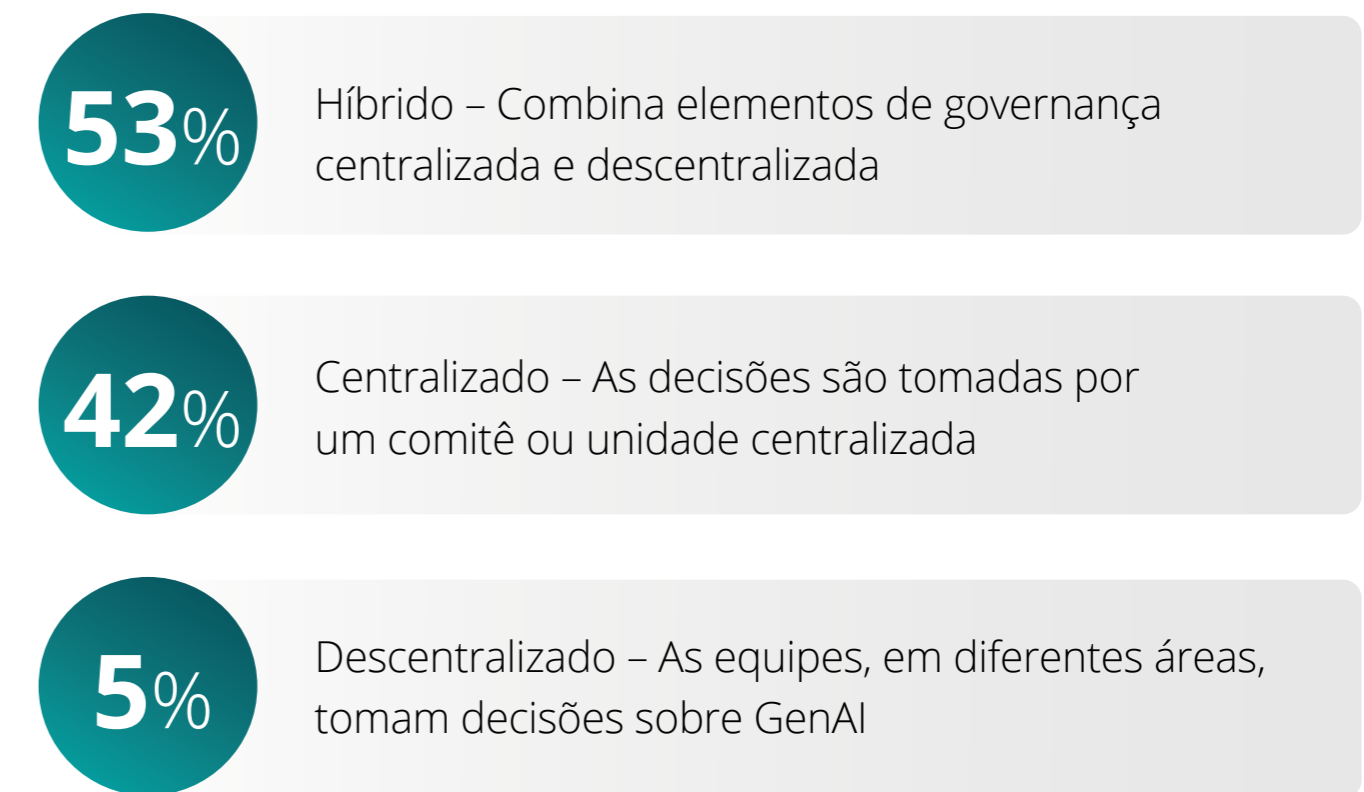 53%
Híbrido – Combina elementos de governança
centralizada e descentralizada
42%
Centralizado – As decisões são tomadas por
um comitê ou unidade centralizada
5%
Descentralizado – As equipes, em diferentes áreas,
tomam decisões sobre GenAI